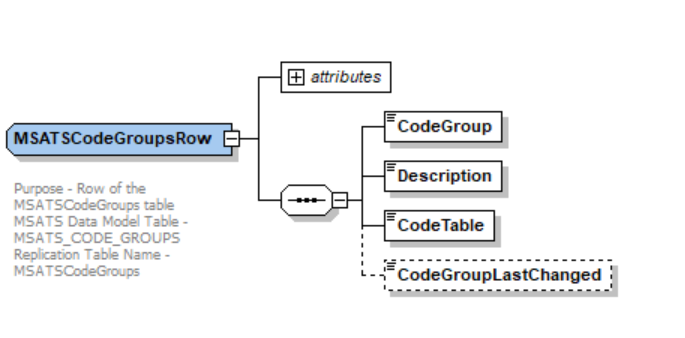 attributes
MSATSCodeGroupsRow
CodeGroup
Description
CodeTable
CodeGroupLastChanged
Purpose - Row of the
MSATSCodeGroups table
MSATS Data Model Table -
MSATS_CODE_GROUPS
Replication Table Name -
MSATSCodeGroups